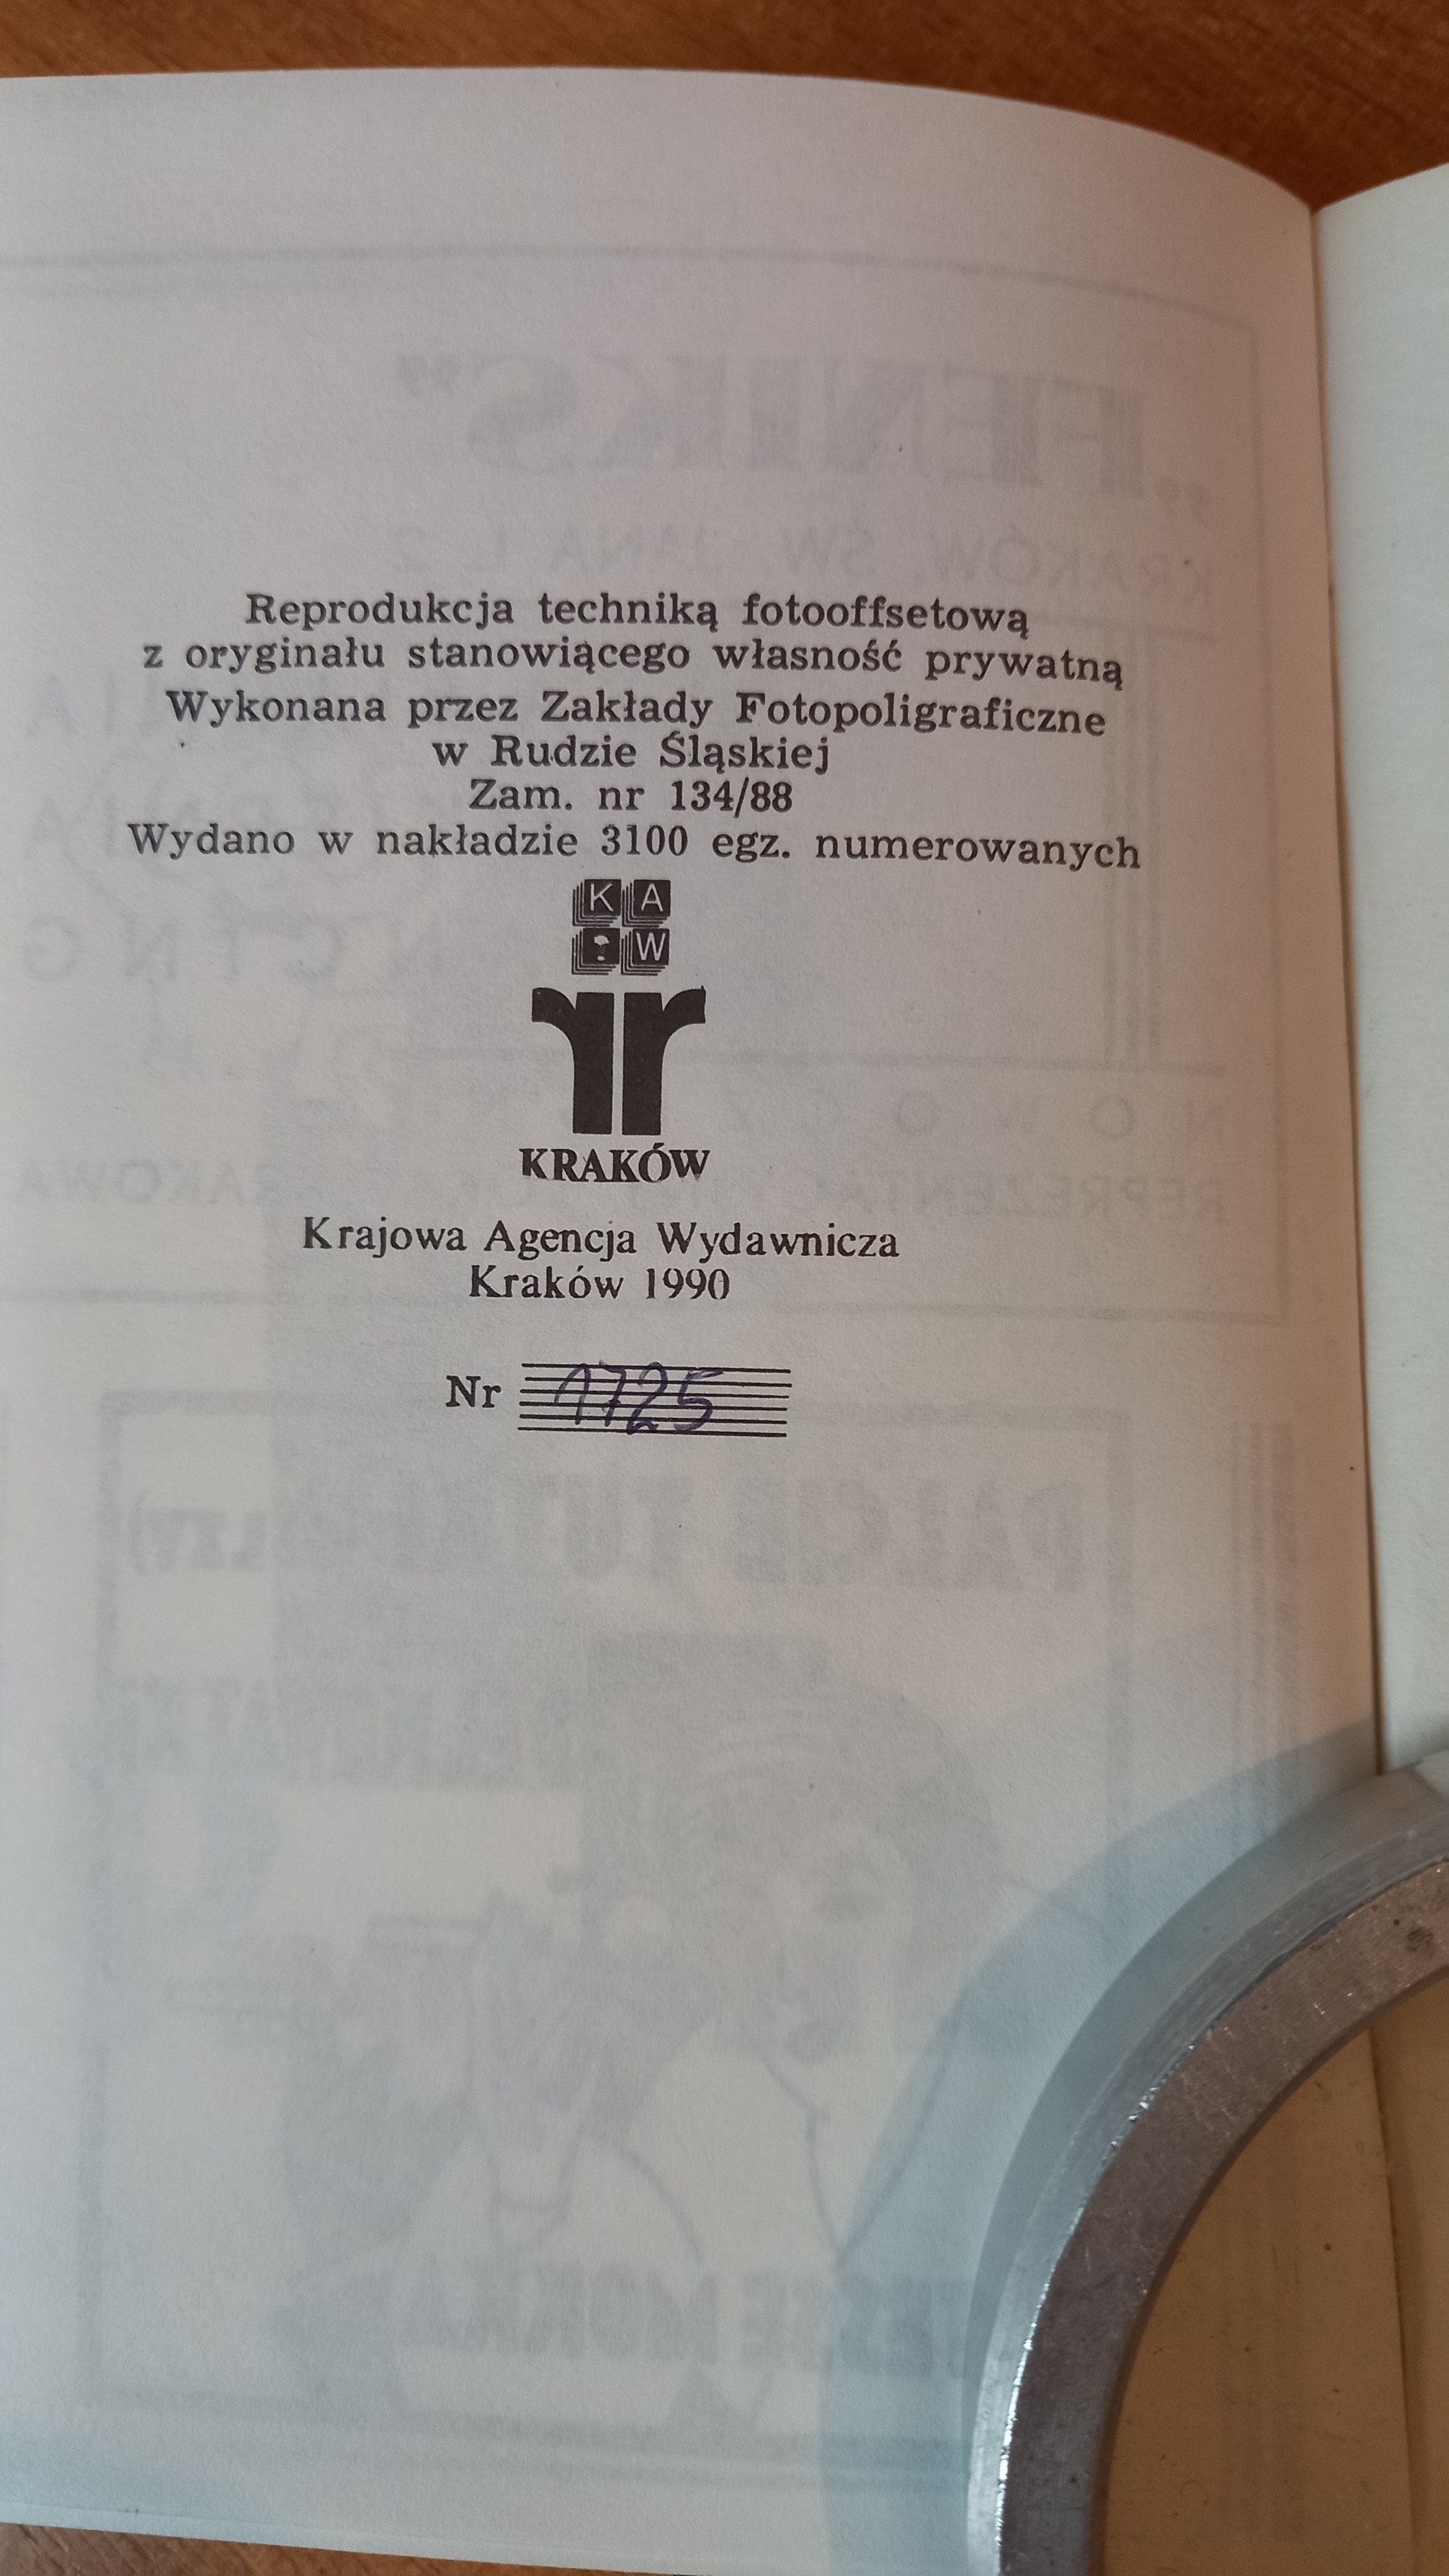 Reprodukcja techniką fotooffsetową
z oryginału stanowiącego własność prywatną
Wykonana przez Zakłady Fotopoligraficzne
w Rudzie Śląskiej
Zam. nr 134/88
Wydano w nakładzie 3100 egz. numerowanych
K A
W
KRAKÓW
Krajowa Agencja Wydawnicza
Kraków 1990
Nr 1725